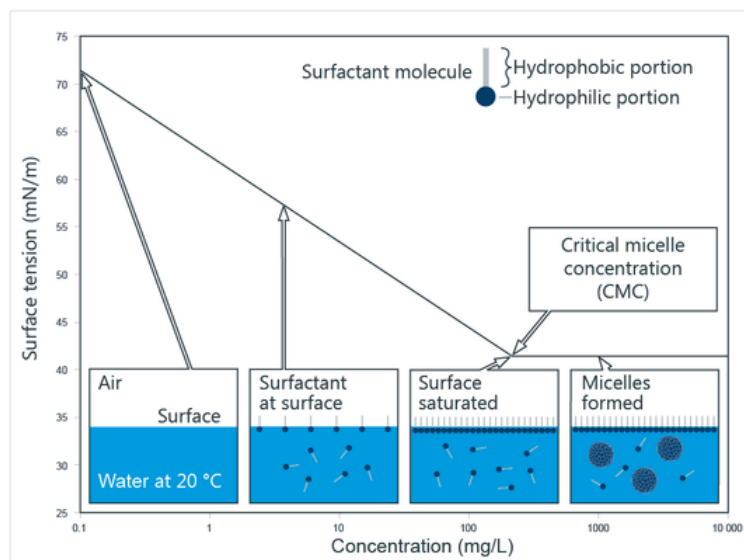 75
70
65
60
55
50
45
40
35
30
25
Surface tension (mN/m)
Surfactant molecule
Hydrophobic portion
Hydrophilic portion
Critical micelle
concentration
(CMC)
Air
Surface
Water at 20 °C
Surfactant
at surface
Surface
saturated
Micelles
formed
0.1
1
10
100
1000
10 000
Concentration (mg/L)